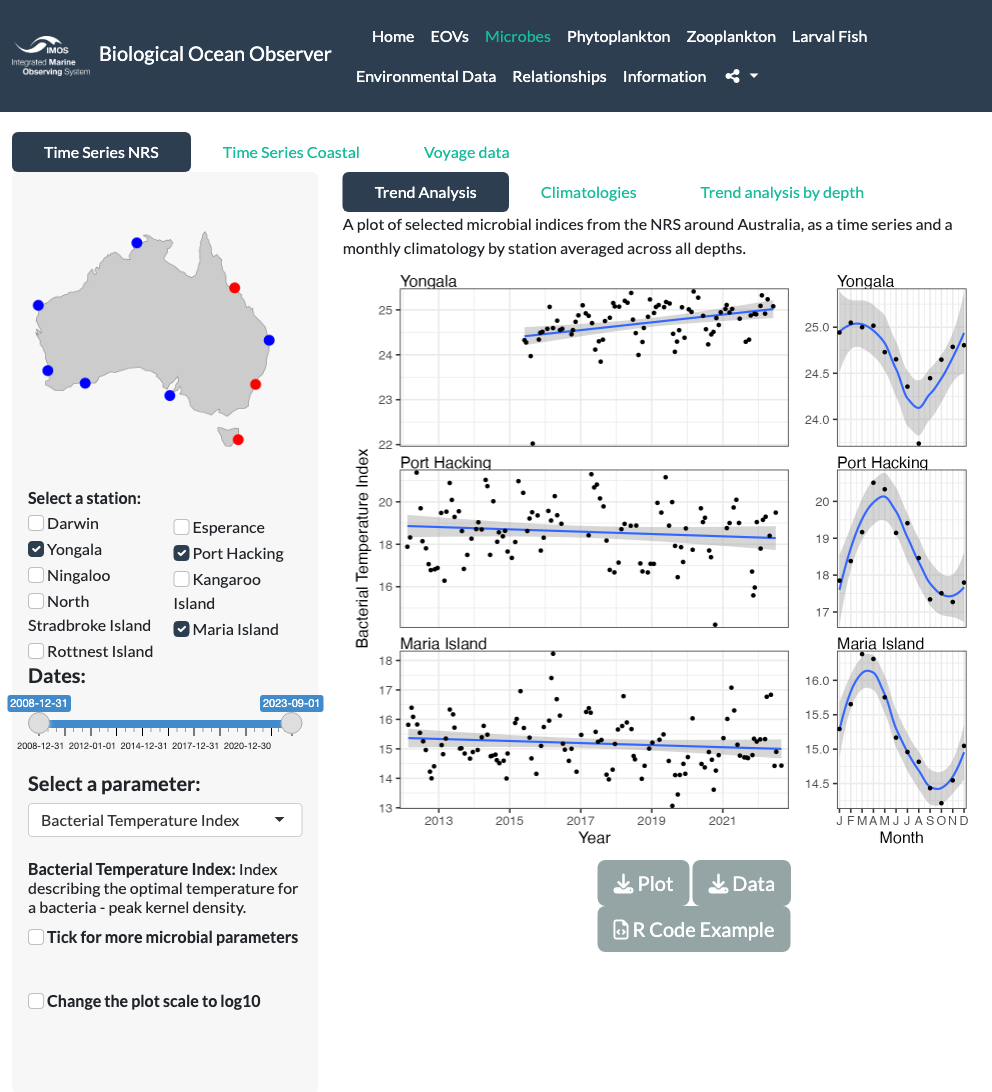 IMOS
Integrated Marine
Observing System
Biological Ocean Observer
Home EOVs Microbes Phytoplankton Zooplankton Larval Fish
Environmental Data Relationships Information
Time Series NRS Time Series Coastal Voyage data
Select a station:
Darwin
Yongala
Ningaloo
North
Stradbroke Island
Rottnest Island
Esperance
Port Hacking
Kangaroo
Island
Maria Island
Dates:
2008-12-31 2023-09-01
2008-12-31 2012-01-01 2014-12-31 2017-12-31 2020-12-30
Select a parameter:
Bacterial Temperature Index
Bacterial Temperature Index: Index
describing the optimal temperature for
a bacteria - peak kernel density.
Tick for more microbial parameters
Change the plot scale to log10
Trend Analysis Climatologies Trend analysis by depth
A plot of selected microbial indices from the NRS around Australia, as a time series and a
monthly climatology by station averaged across all depths.
Bacterial Temperature Index
Yongala
25
24
23
22
Port Hacking
20
18
16
Maria Island
18
17
16
15
14
13
2013 2015 2017 2019 2021
Year
Yongala
25.0
24.5
24.0
Port Hacking
20
19
18
17
Maria Island
16.0
15.5
15.0
14.5
J F M A M J J A S O N D
Month
Plot Data
R Code Example